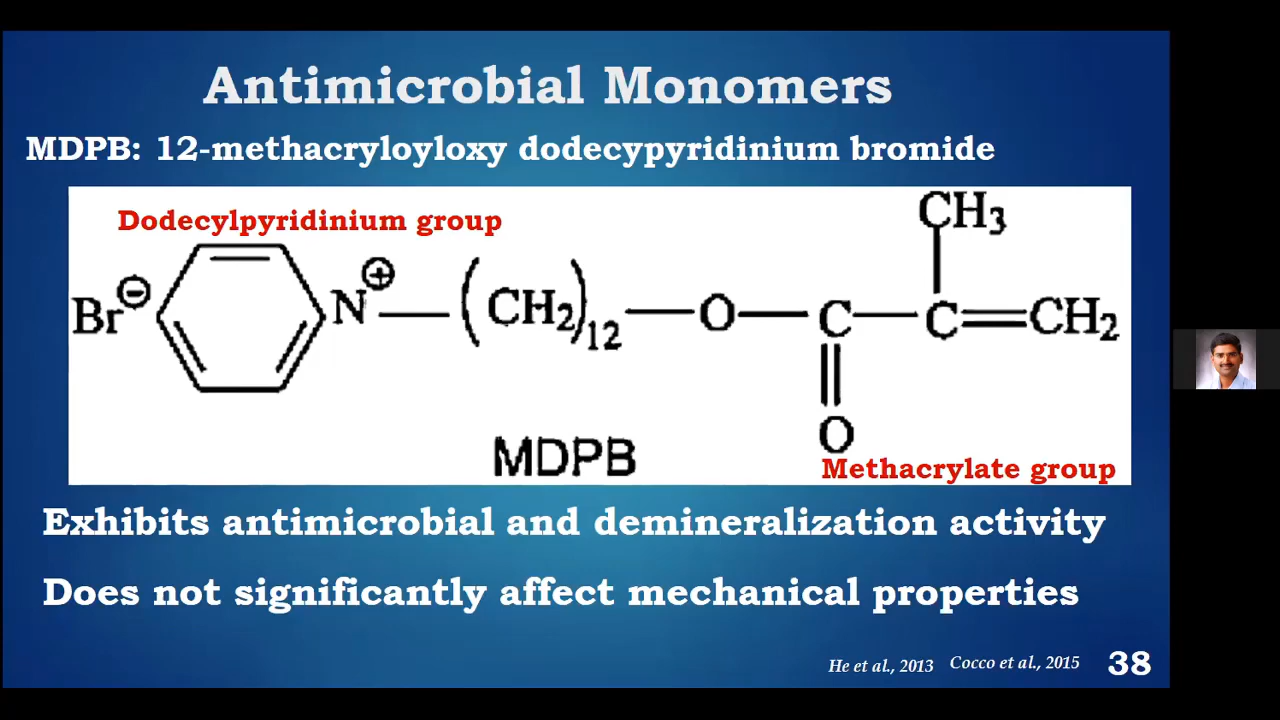 Antimicrobial Monomers
MDPB: 12-methacryloyloxy dodecypyridinium bromide
Dodecylpyridinium group
CH3
Br⊖ N⊕ —(CH2)12—O—C—C=CH2
O
MDPB
Methacrylate group
Exhibits antimicrobial and demineralization activity
Does not significantly affect mechanical properties
He et al., 2013 Cocco et al., 2015 38